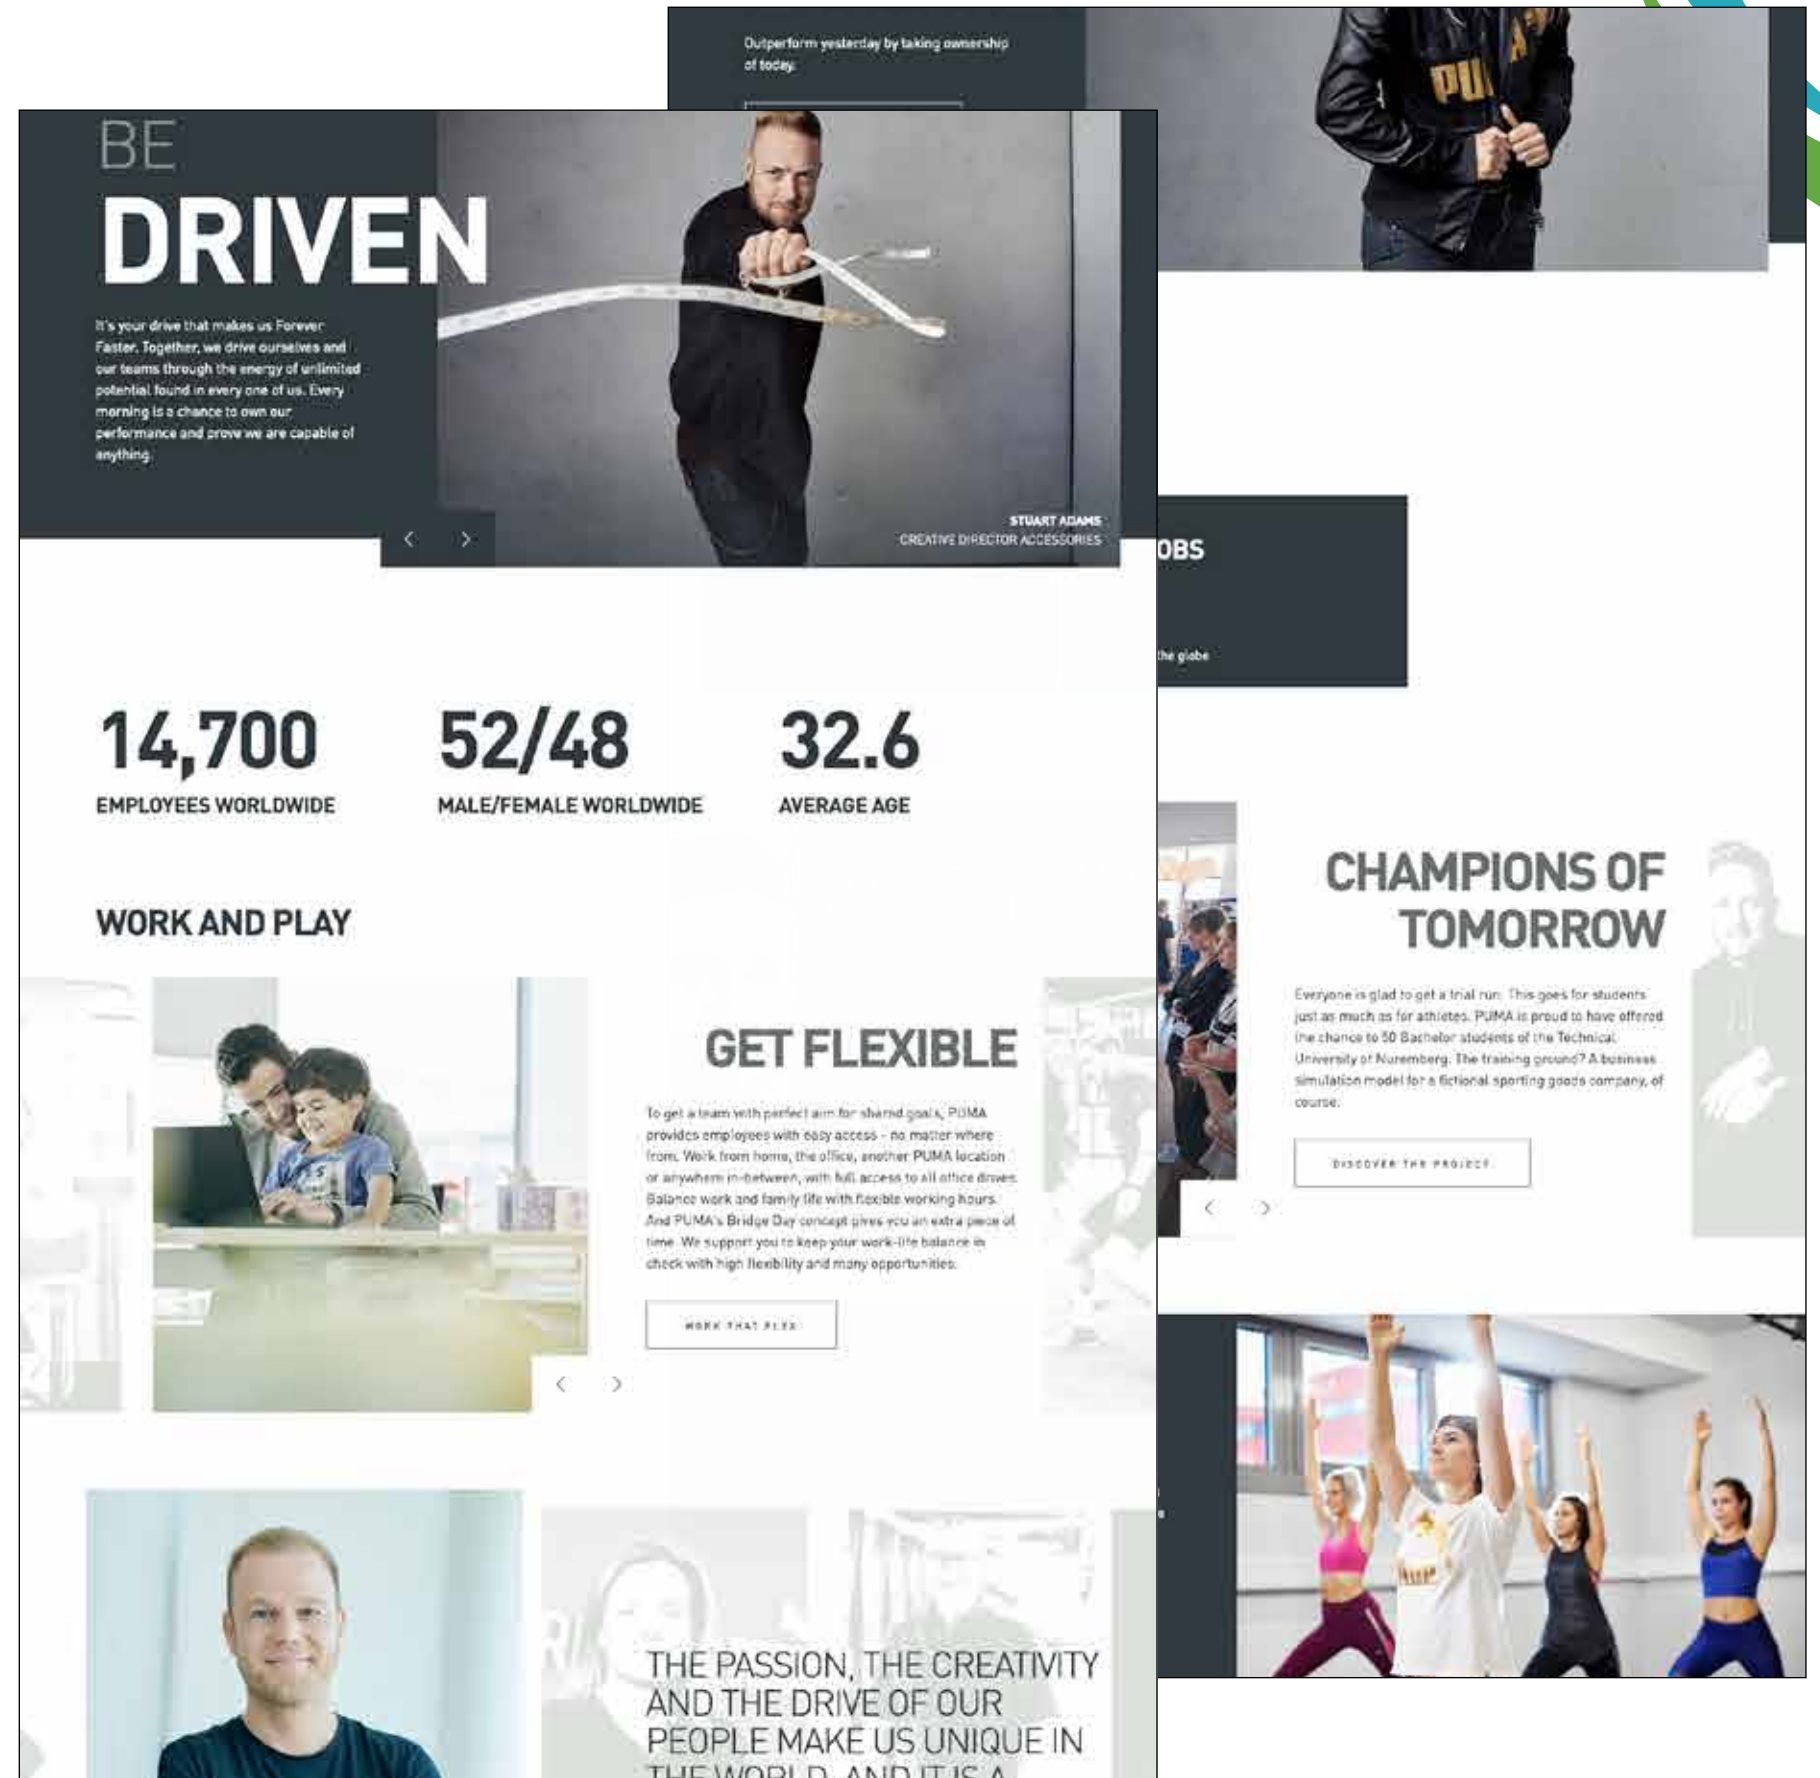 Outperform yesterday by taking ownership
of today.
PU
BE
DRIVEN
It's your drive that makes us Forever
Faster. Together, we drive ourselves and
our teams through the energy of unlimited
potential found in every one of us. Every
morning is a chance to own our
performance and prove we are capable of
anything.
STUART ADAMS
CREATIVE DIRECTOR ACCESSORIES
14,700
EMPLOYEES WORLDWIDE
52/48
MALE/FEMALE WORLDWIDE
32.6
AVERAGE AGE
WORK AND PLAY
GET FLEXIBLE
To get a team with perfect aim for shared goals, PUMA
provides employees with easy access - no matter where
from. Work from home, the office, another PUMA location
or anywhere in-between, with full access to all office drives.
Balance work and family life with flexible working hours.
And PUMA's Bridge Day concept gives you an extra piece of
time. We support you to keep your work-life balance in
check with high flexibility and many opportunities.
WORK THAT FLEX
THE PASSION, THE CREATIVITY
AND THE DRIVE OF OUR
PEOPLE MAKE US UNIQUE IN
THE WORLD, AND IT IS A
OBS
the globe
CHAMPIONS OF
TOMORROW
Everyone is glad to get a trial run. This goes for students
just as much as for athletes. PUMA is proud to have offered
the chance to 50 Bachelor students of the Technical
University of Nuremberg. The training ground? A business
simulation model for a fictional sporting goods company, of
course.
DISCOVER THE PROJECT